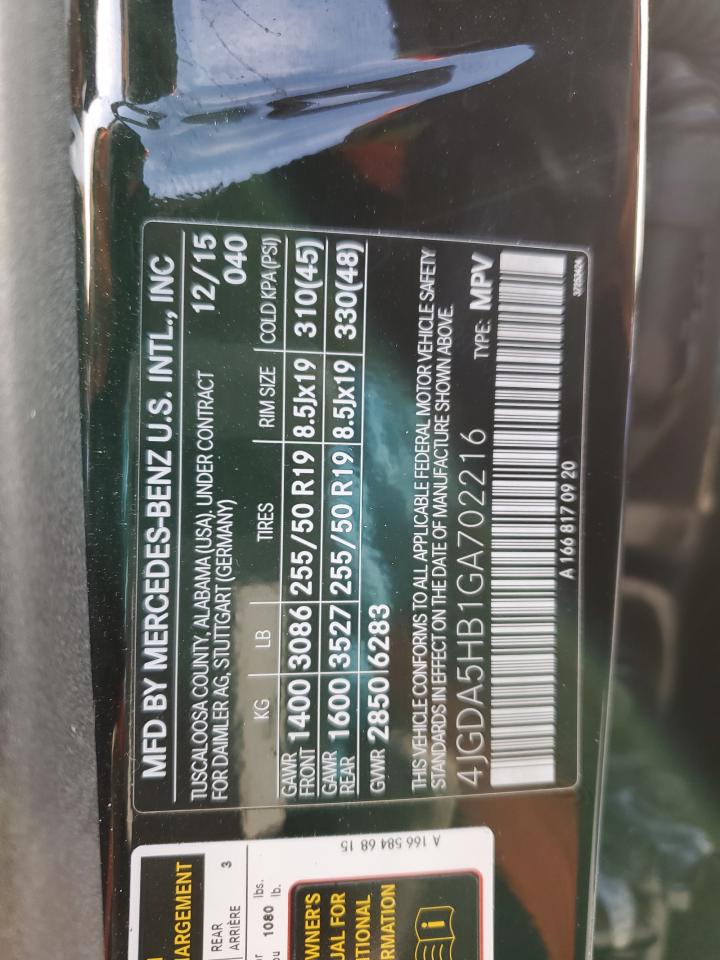 MFD BY MERCEDES-BENZ U.S. INTL., INC
TUSCALOOSA COUNTY, ALABAMA (USA), UNDER CONTRACT 12/15
FOR DAIMLER AG, STUTTGART (GERMANY) 040
KG LB TIRES RIM SIZE COLD KPA (PSI)
GAWR FRONT 1400 3086 255/50 R19 8.5Jx19 310(45)
GAWR REAR 1600 3527 255/50 R19 8.5Jx19 330(48)
GVWR 2850 6283
THIS VEHICLE CONFORMS TO ALL APPLICABLE FEDERAL MOTOR VEHICLE SAFETY
STANDARDS IN EFFECT ON THE DATE OF MANUFACTURE SHOWN ABOVE.
4JGDA5HB1GA702216 TYPE: MPV
A 166 817 09 20
37253424
A 166 584 68 15
ARGEMENT
REAR 3
ARRIÈRE
1080 lbs.
lb.
WNER'S
UAL FOR
TIONAL
RMATION
i